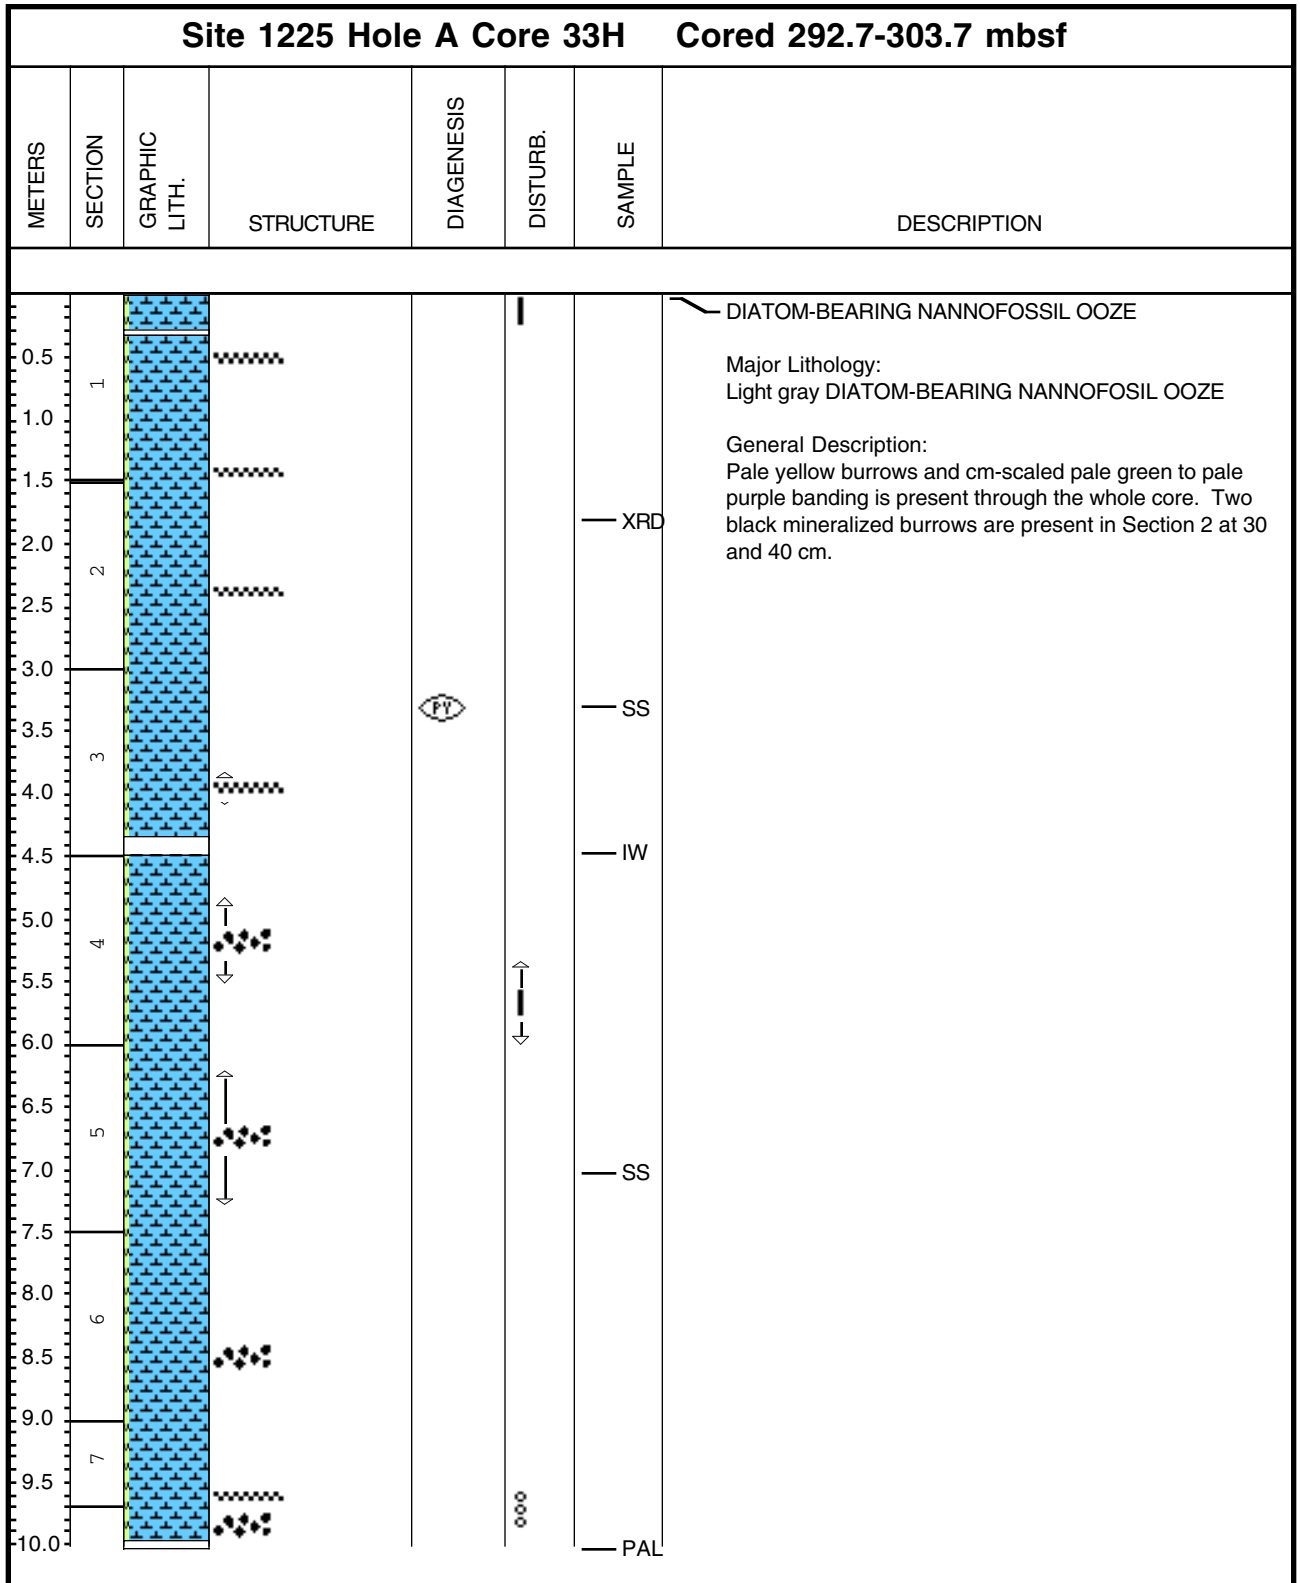 Site 1225 Hole A Core 33H Cored 292.7-303.7 mbsf
METERS
SECTION
GRAPHIC
LITH.
STRUCTURE
DIAGENESIS
DISTURB.
SAMPLE
DESCRIPTION
DIATOM-BEARING NANNOFOSSIL OOZE
Major Lithology:
Light gray DIATOM-BEARING NANNOFOSIL OOZE
General Description:
Pale yellow burrows and cm-scaled pale green to pale
purple banding is present through the whole core. Two
black mineralized burrows are present in Section 2 at 30
and 40 cm.
0.5
1
1.0
1.5
XRD
2.0
2
2.5
3.0
PY
SS
3.5
3
4.0
IW
4.5
5.0
4
5.5
6.0
6.5
5
7.0
SS
7.5
8.0
6
8.5
9.0
7
9.5
10.0
PAL